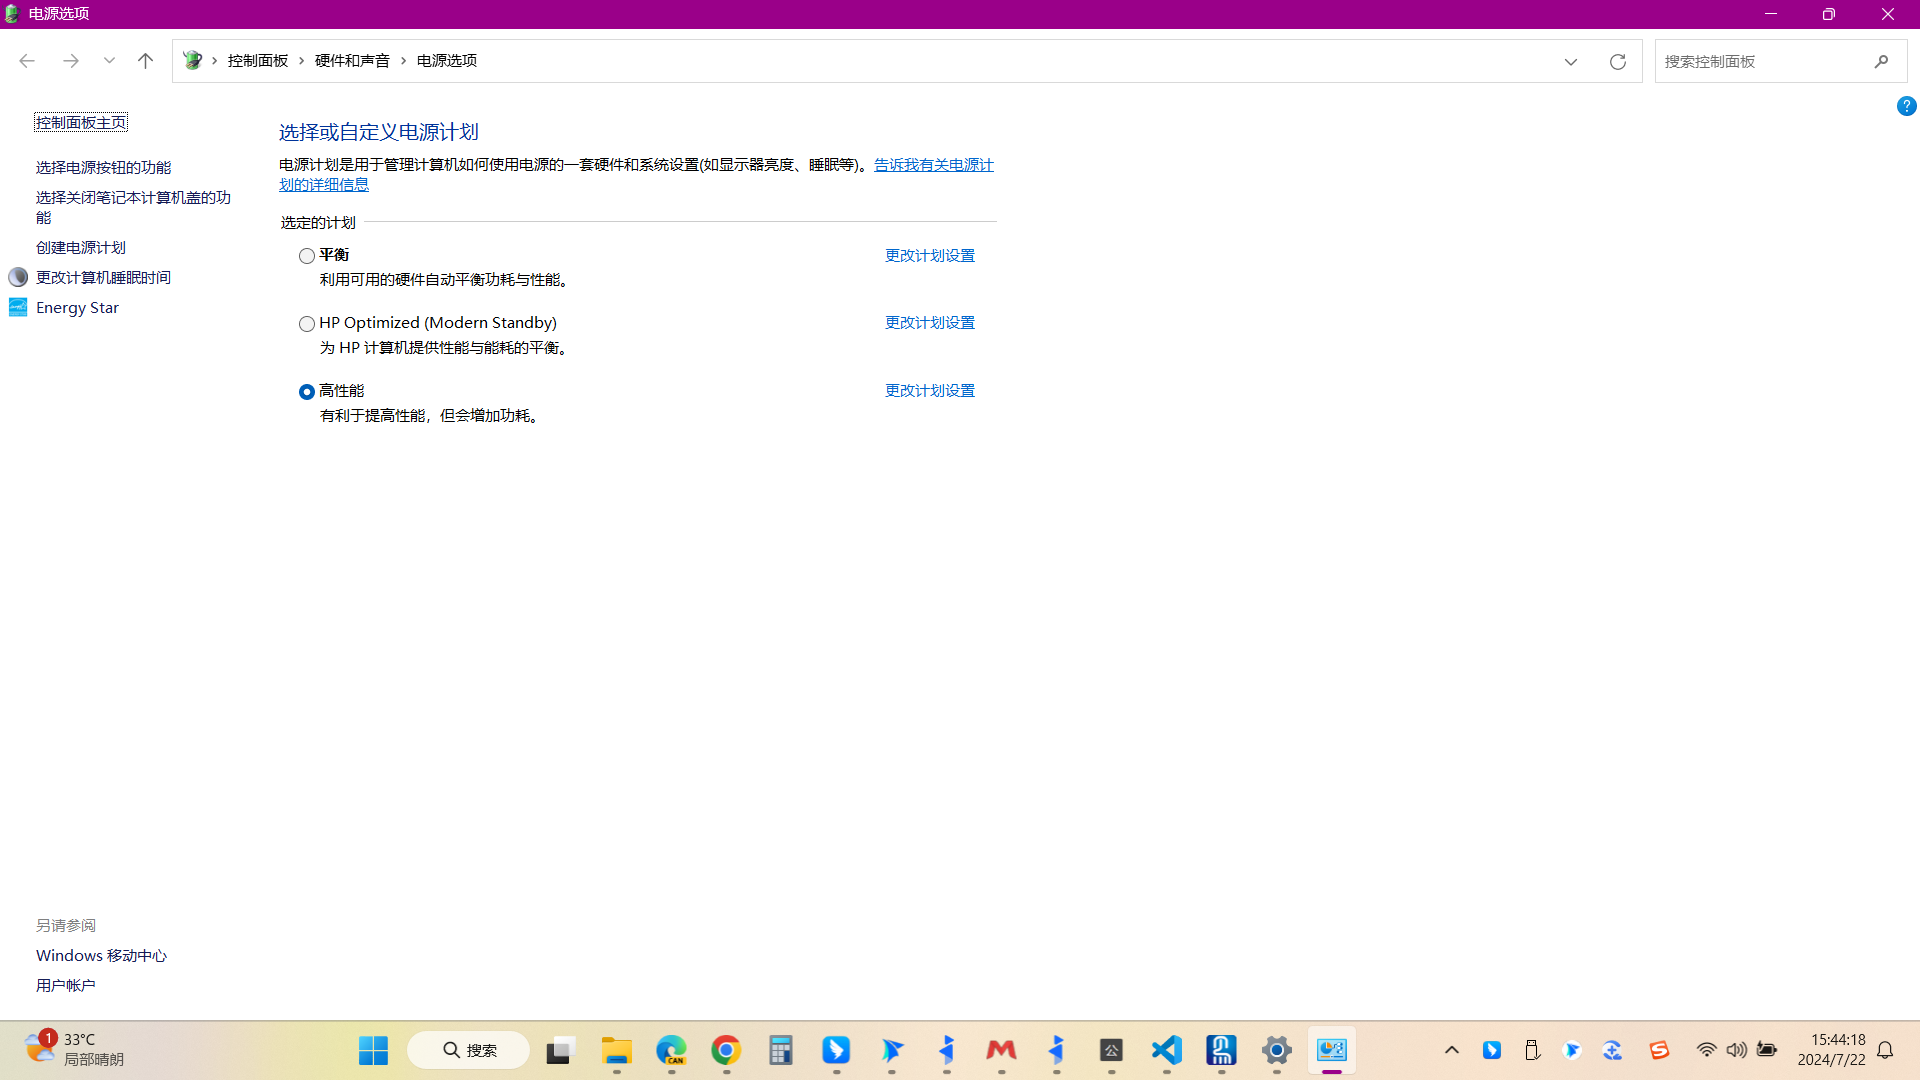 电源选项
控制面板
硬件和声音
电源选项
搜索控制面板
控制面板主页
选择电源按钮的功能
选择关闭笔记本计算机盖的功
能
创建电源计划
更改计算机睡眠时间
Energy Star
选择或自定义电源计划
电源计划是用于管理计算机如何使用电源的一套硬件和系统设置(如显示器亮度、睡眠等)。告诉我有关电源计
划的详细信息
选定的计划
平衡
更改计划设置
利用可用的硬件自动平衡功耗与性能。
HP Optimized (Modern Standby)
更改计划设置
为 HP 计算机提供性能与能耗的平衡。
高性能
更改计划设置
有利于提高性能，但会增加功耗。
另请参阅
Windows 移动中心
用户帐户
1
33°C
局部晴朗
搜索
CAN
公
15:44:18
2024/7/22